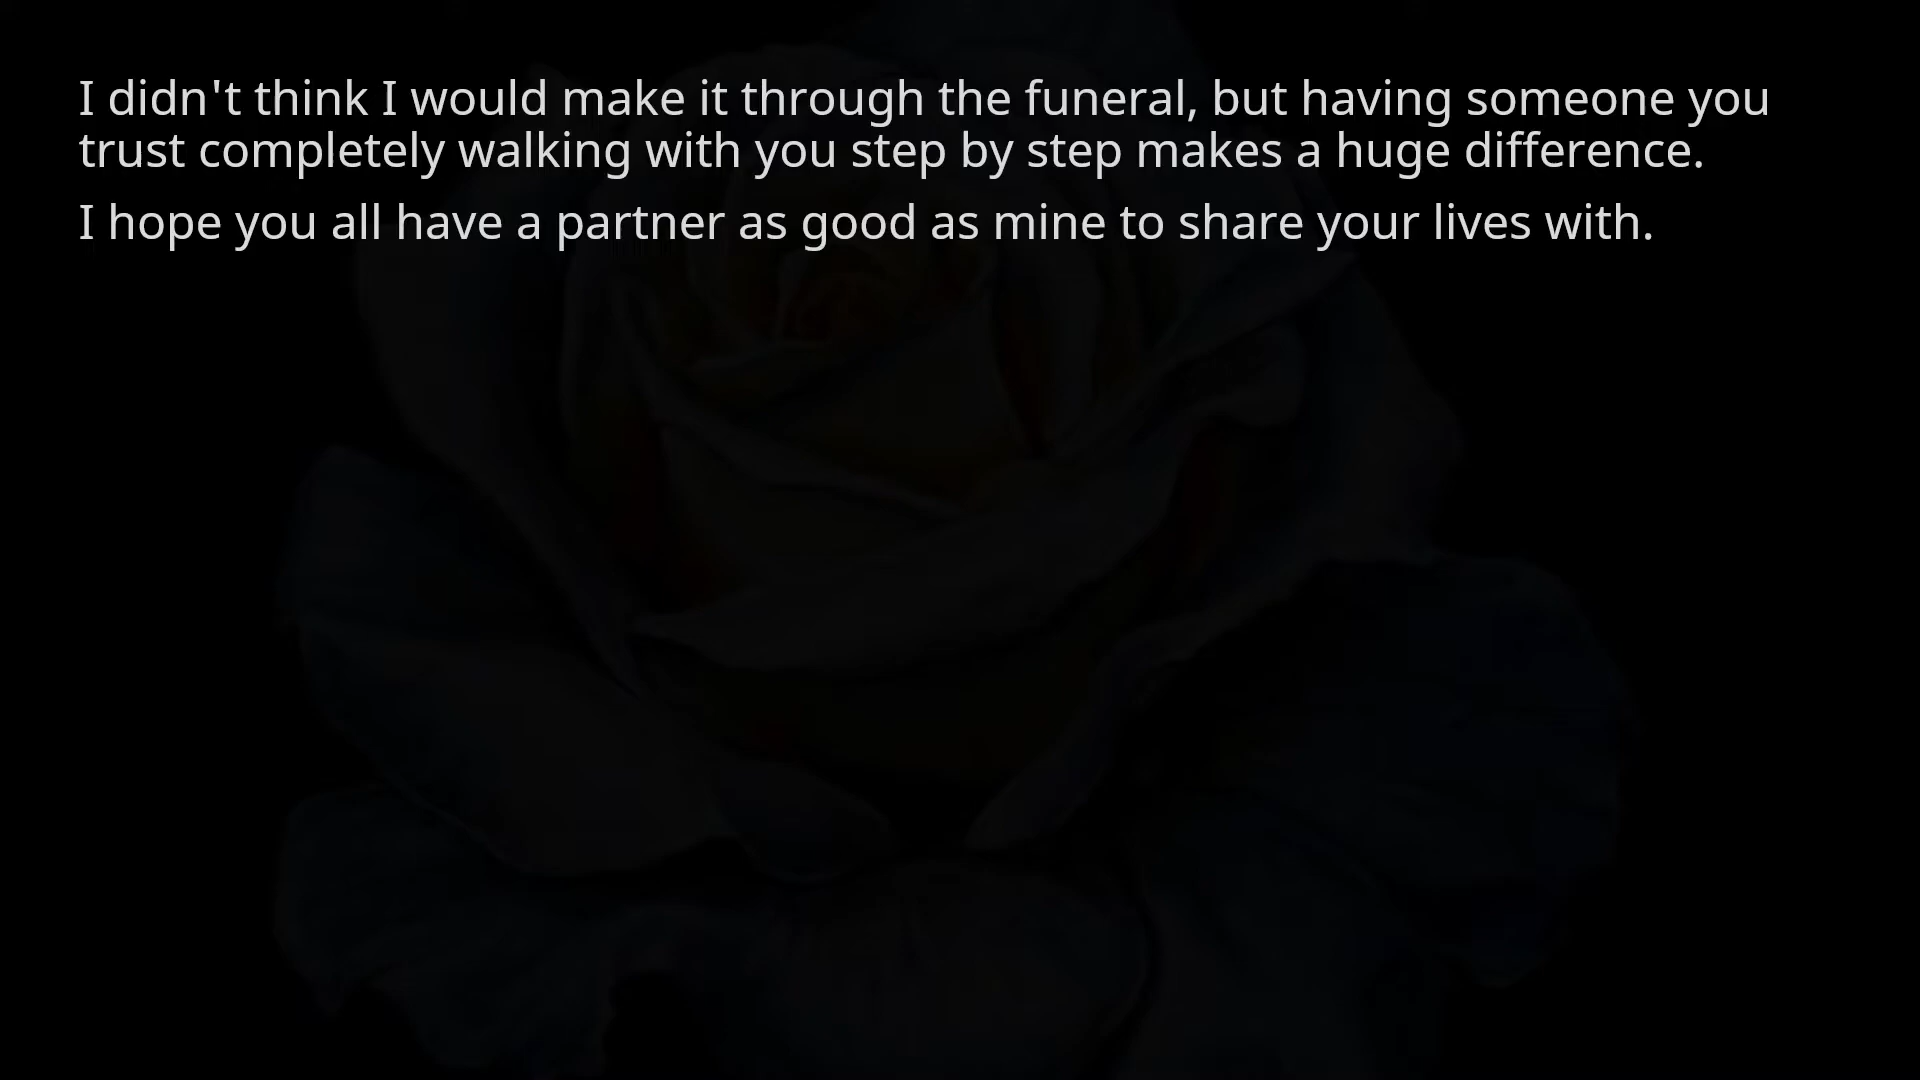 I didn't think I would make it through the funeral, but having someone you
trust completely walking with you step by step makes a huge difference.
I hope you all have a partner as good as mine to share your lives with.